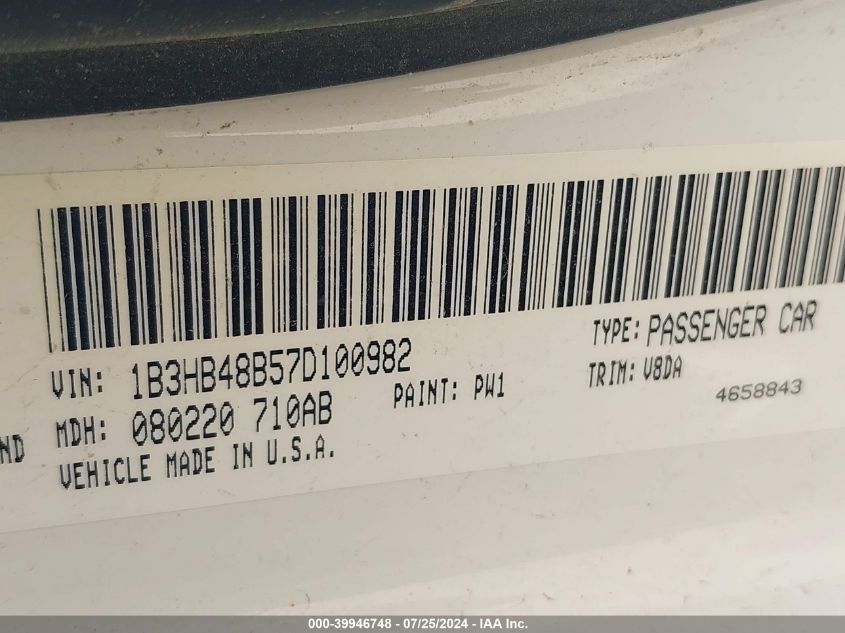 TYPE: PASSENGER CAR
VIN: 1B3HB48B57D100982
TRIM: V8DA
PAINT: PW1
4658843
MDH: 080220 710AB
ND
VEHICLE MADE IN U.S.A.
000-39946748 - 07/25/2024 - IAA Inc.